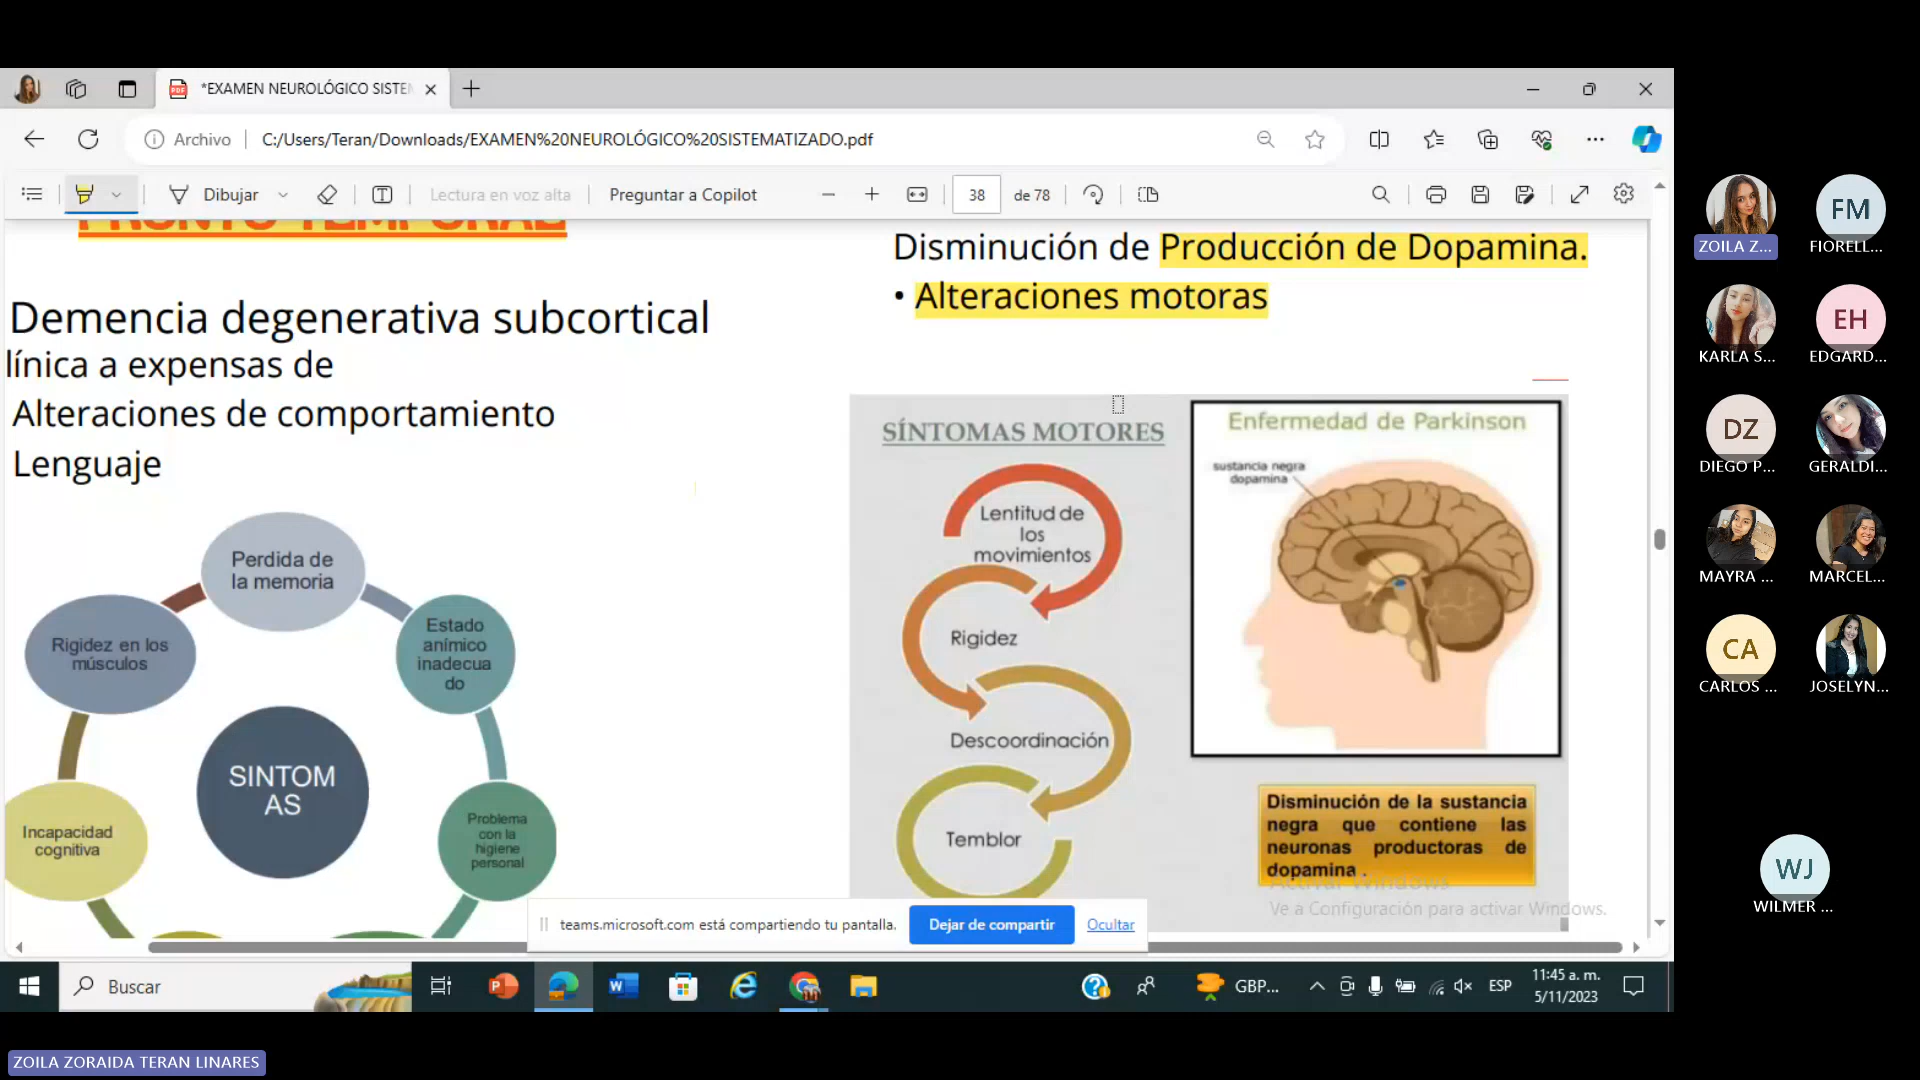 *EXAMEN NEUROLÓGICO SISTEM
Archivo
C:/Users/Teran/Downloads/EXAMEN%20NEUROLÓGICO%20SISTEMATIZADO.pdf
Dibujar
Lectura en voz alta
Preguntar a Copilot
38
de 78
FRONTO TEMPORAL
Demencia degenerativa subcortical
línica a expensas de
Alteraciones de comportamiento
Lenguaje
Perdida de
la memoria
Estado
anímico
inadecua
do
Problema
con la
higiene
personal
Rigidez en los
músculos
Incapacidad
cognitiva
SINTOM
AS
Disminución de Producción de Dopamina.
• Alteraciones motoras
SÍNTOMAS MOTORES
Lentitud de
los
movimientos
Rigidez
Descoordinación
Temblor
Enfermedad de Parkinson
sustancia negra
dopamina
Disminución de la sustancia
negra que contiene las
neuronas productoras de
dopamina .
Activar Windows
Ve a Configuración para activar Windows.
teams.microsoft.com está compartiendo tu pantalla.
Dejar de compartir
Ocultar
Buscar
GBP...
ESP
11:45 a. m.
5/11/2023
ZOILA Z...
FM
FIORELL...
KARLA S...
EH
EDGARD...
DZ
DIEGO P...
GERALDI...
MAYRA ...
MARCEL...
CA
CARLOS ...
JOSELYN...
WJ
WILMER ...
ZOILA ZORAIDA TERAN LINARES